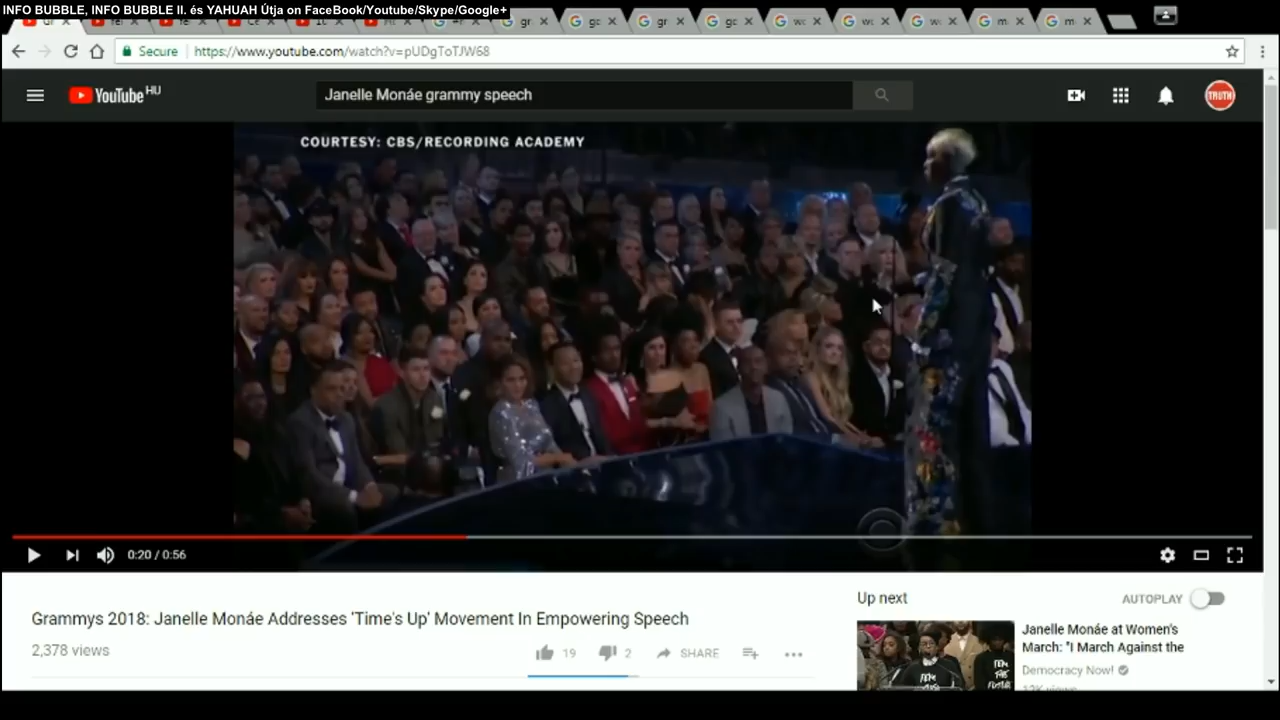 INFO BUBBLE, INFO BUBBLE II. és YAHUAH Útja on FaceBook/Youtube/Skype/Google+
Secure https://www.youtube.com/watch?v=pUDgToTJW68
YouTube HU
Janelle Monáe grammy speech
TRUTH
COURTESY: CBS/RECORDING ACADEMY
0:20 / 0:56
Grammys 2018: Janelle Monáe Addresses 'Time's Up' Movement In Empowering Speech
2,378 views
19
2
SHARE
Up next
AUTOPLAY
Janelle Monáe at Women's
March: "I March Against the
Democracy Now!